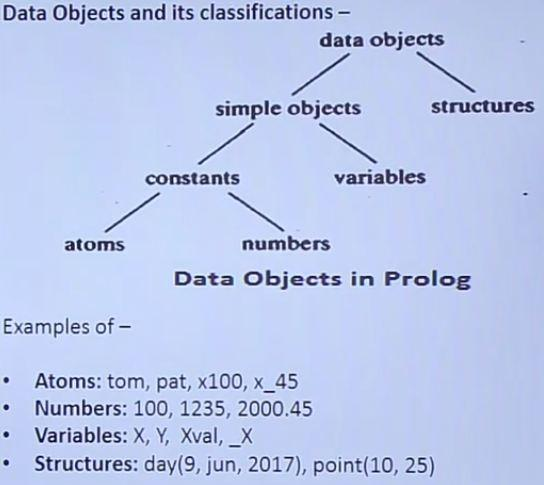 Data Objects and its classifications –
data objects
simple objects structures
constants variables
atoms numbers
Data Objects in Prolog
Examples of –
• Atoms: tom, pat, x100, x_45
• Numbers: 100, 1235, 2000.45
• Variables: X, Y, Xval, _X
• Structures: day(9, jun, 2017), point(10, 25)